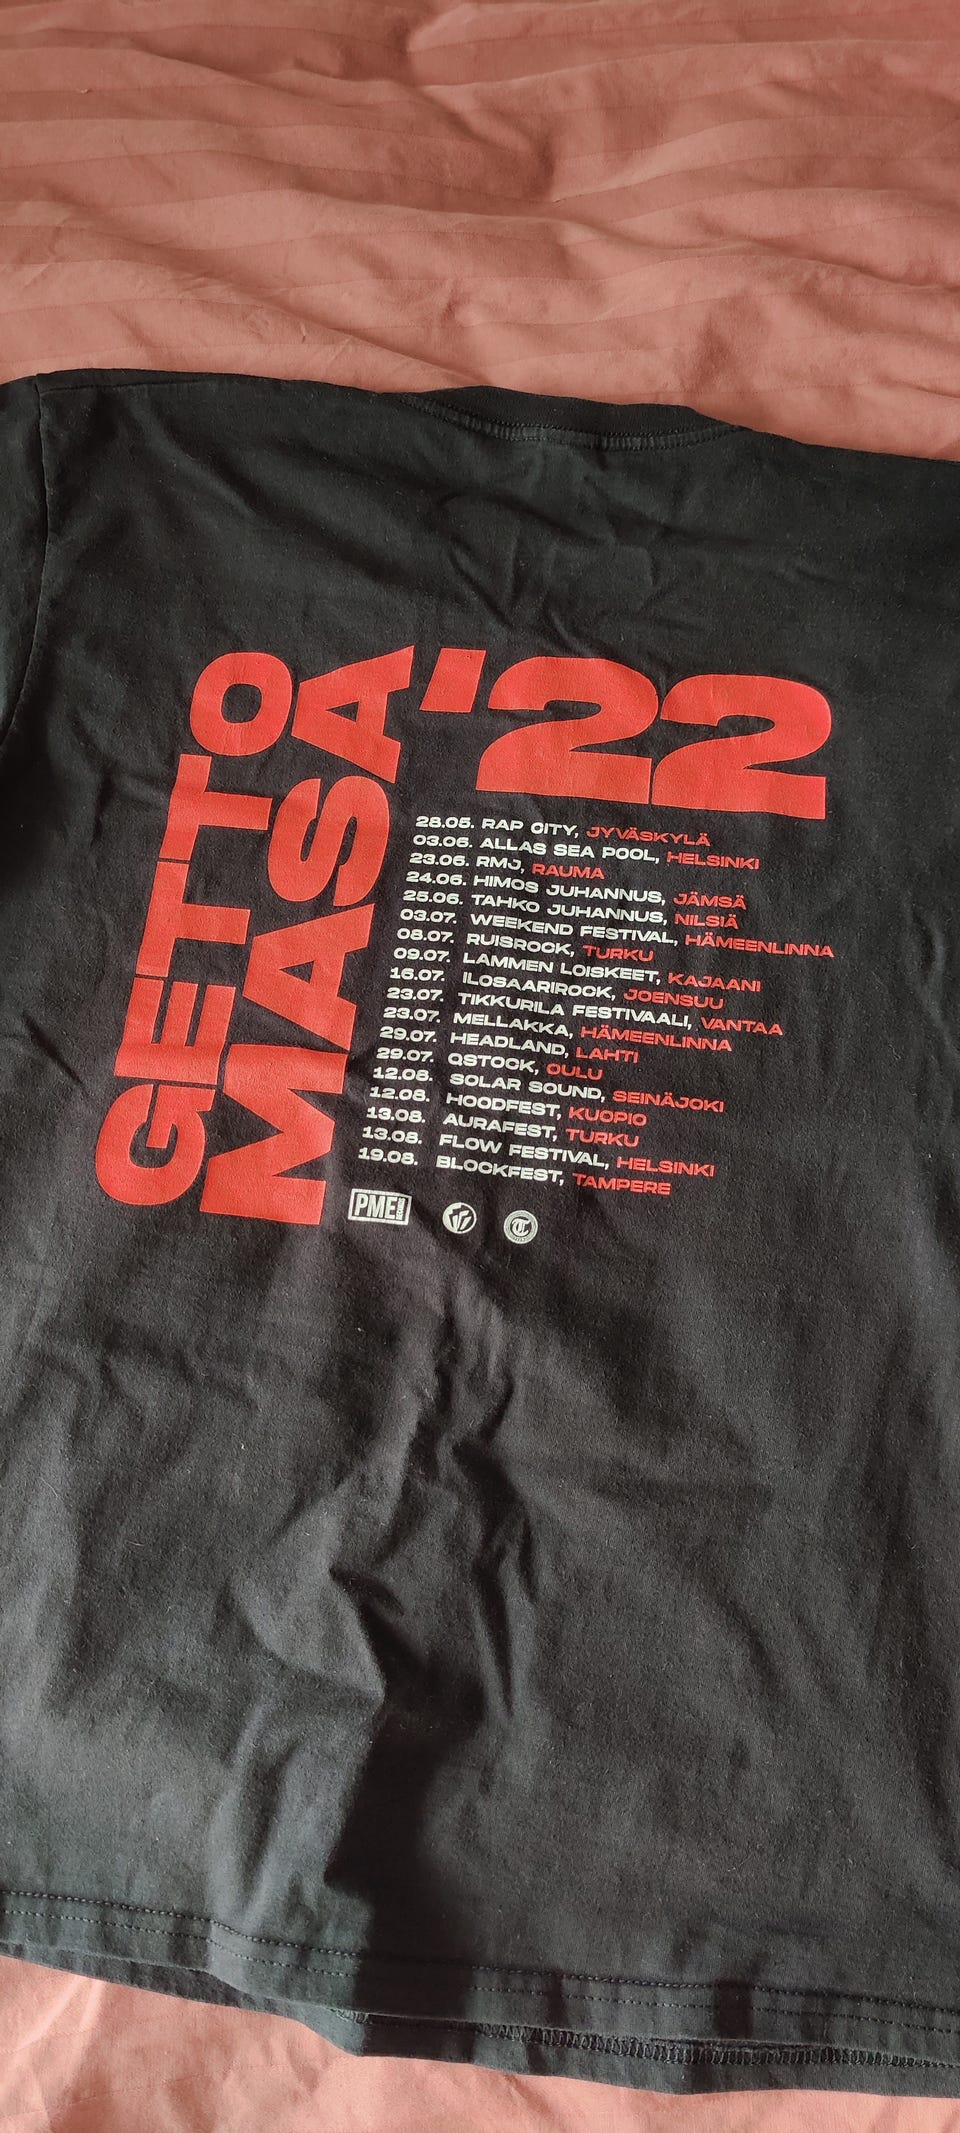 GETTO
MASA '22
28.05. RAP CITY, JYVÄSKYLÄ
03.06. ALLAS SEA POOL, HELSINKI
23.06. RMJ, RAUMA
24.06. HIMOS JUHANNUS, JÄMSÄ
25.06. TAHKO JUHANNUS, NILSIÄ
03.07. WEEKEND FESTIVAL, HÄMEENLINNA
08.07. RUISROCK, TURKU
09.07. LAMMEN LOISKEET, KAJAANI
16.07. ILOSAARIROCK, JOENSUU
23.07. TIKKURILA FESTIVAALI, VANTAA
23.07. MELLAKKA, HÄMEENLINNA
29.07. HEADLAND, LAHTI
29.07. QSTOCK, OULU
12.08. SOLAR SOUND, SEINÄJOKI
12.08. HOODFEST, KUOPIO
13.08. AURAFEST, TURKU
13.08. FLOW FESTIVAL, HELSINKI
19.08. BLOCKFEST, TAMPERE
PME RECORDS